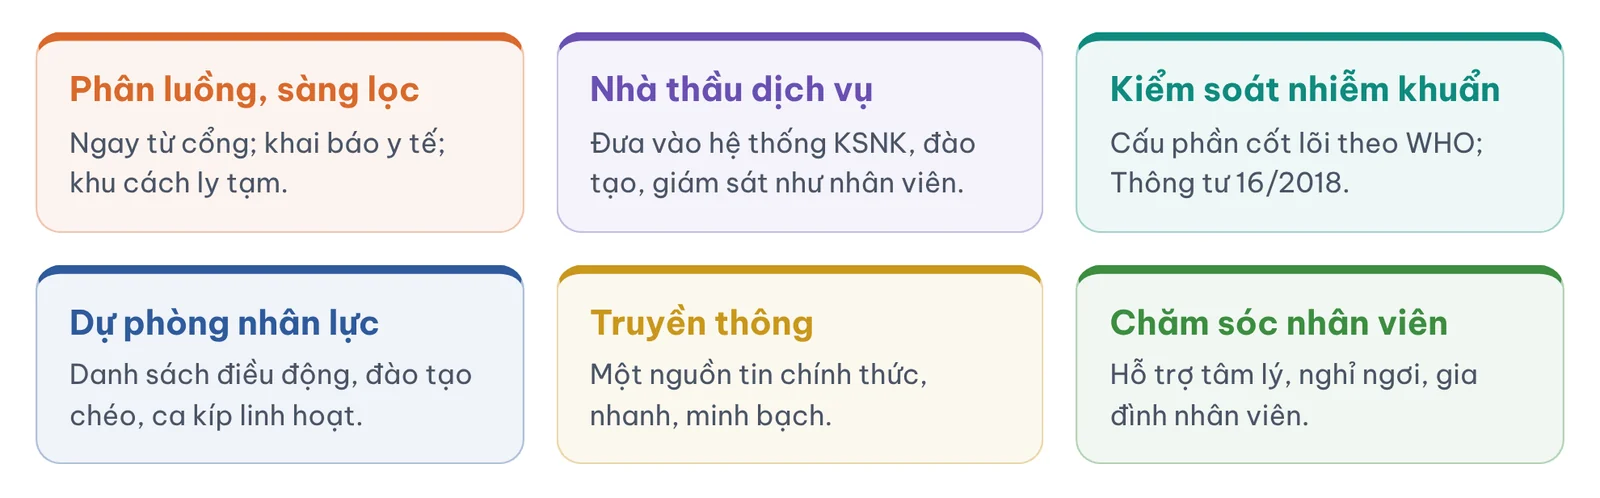 Phân luồng, sàng lọc
Ngay từ cổng; khai báo y tế;
khu cách ly tạm.
Nhà thầu dịch vụ
Đưa vào hệ thống KSNK, đào
tạo, giám sát như nhân viên.
Kiểm soát nhiễm khuẩn
Cấu phần cốt lõi theo WHO;
Thông tư 16/2018.
Dự phòng nhân lực
Danh sách điều động, đào tạo
chéo, ca kíp linh hoạt.
Truyền thông
Một nguồn tin chính thức,
nhanh, minh bạch.
Chăm sóc nhân viên
Hỗ trợ tâm lý, nghỉ ngơi, gia
đình nhân viên.